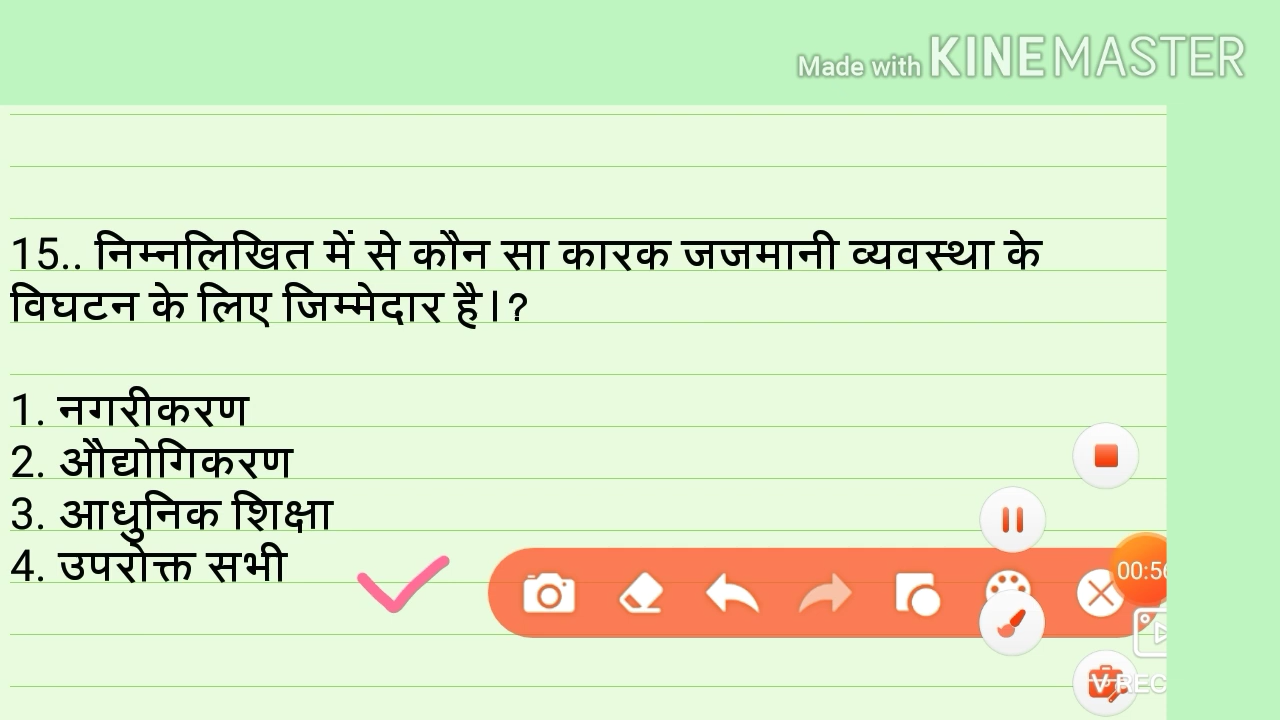 Made with KINEMASTER
15.. निम्नलिखित में से कौन सा कारक जजमानी व्यवस्था के
विघटन के लिए जिम्मेदार है।?
1. नगरीकरण
2. औद्योगिकरण
3. आधुनिक शिक्षा
4. उपरोक्त सभी
00:56
V REC